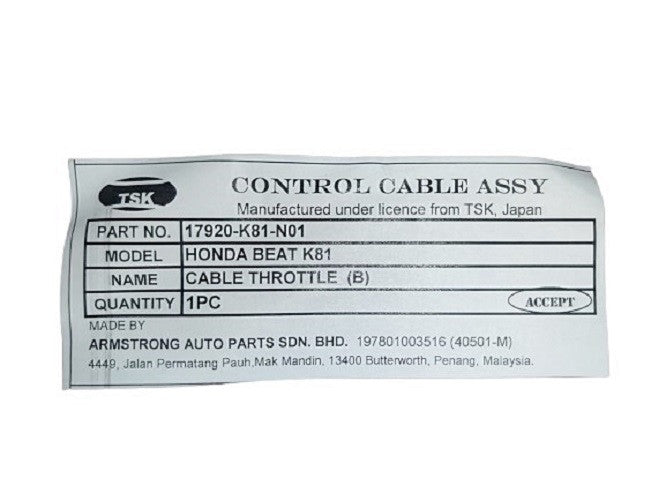 TSK
CONTROL CABLE ASSY
Manufactured under licence from TSK, Japan
PART NO. 17920-K81-N01
MODEL HONDA BEAT K81
NAME CABLE THROTTLE (B)
QUANTITY 1PC ACCEPT
MADE BY
ARMSTRONG AUTO PARTS SDN. BHD. 197801003516 (40501-M)
4449, Jalan Permatang Pauh,Mak Mandin, 13400 Butterworth, Penang, Malaysia.